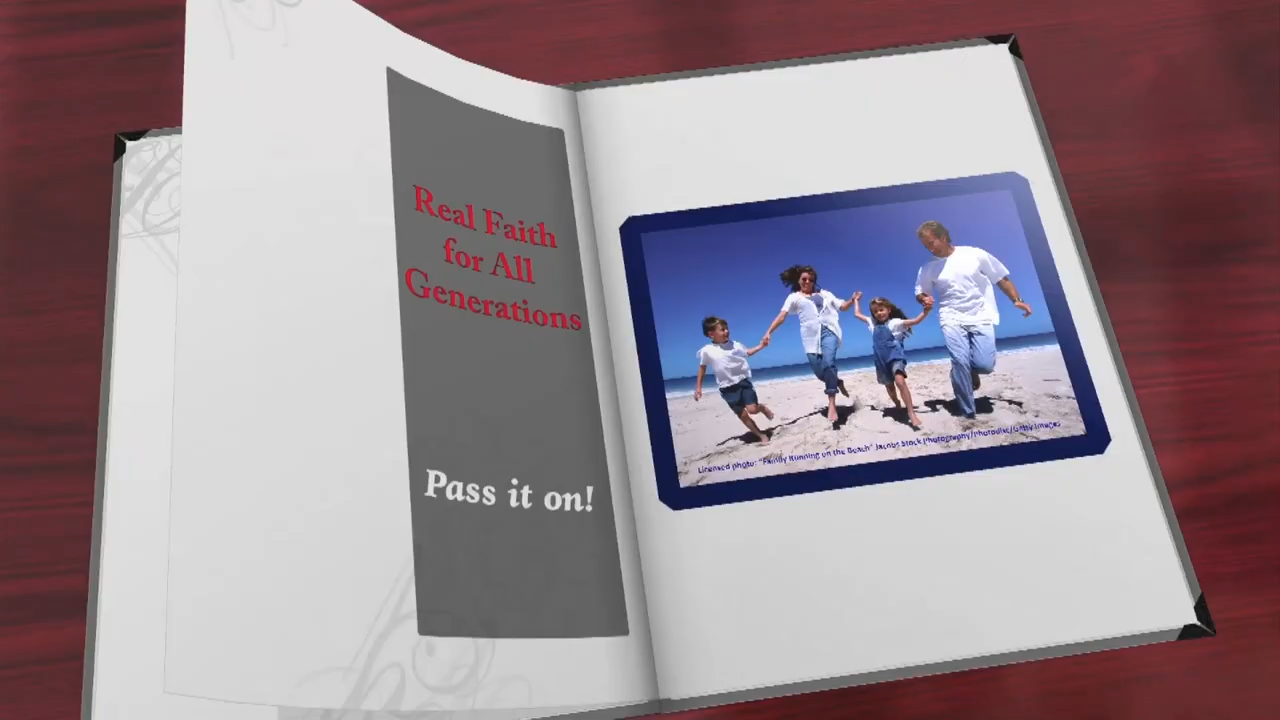 Real Faith
for All
Generations
Pass it on!
Licensed photo: "Family Running on the Beach" Jacobs Stock Photography/Photodisc/Getty Images